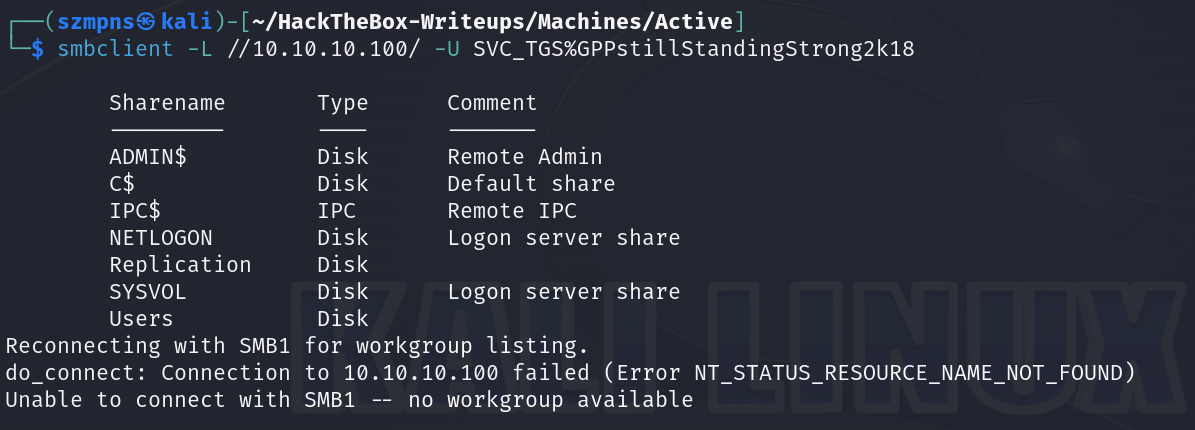 ┌──(szmpns㉿kali)-[~/HackTheBox-Writeups/Machines/Active]
└─$ smbclient -L //10.10.10.100/ -U SVC_TGS%GPPstillStandingStrong2k18
Sharename Type Comment
--------- ---- -------
ADMIN$ Disk Remote Admin
C$ Disk Default share
IPC$ IPC Remote IPC
NETLOGON Disk Logon server share
Replication Disk
SYSVOL Disk Logon server share
Users Disk
Reconnecting with SMB1 for workgroup listing.
do_connect: Connection to 10.10.10.100 failed (Error NT_STATUS_RESOURCE_NAME_NOT_FOUND)
Unable to connect with SMB1 -- no workgroup available
KALI LINUX